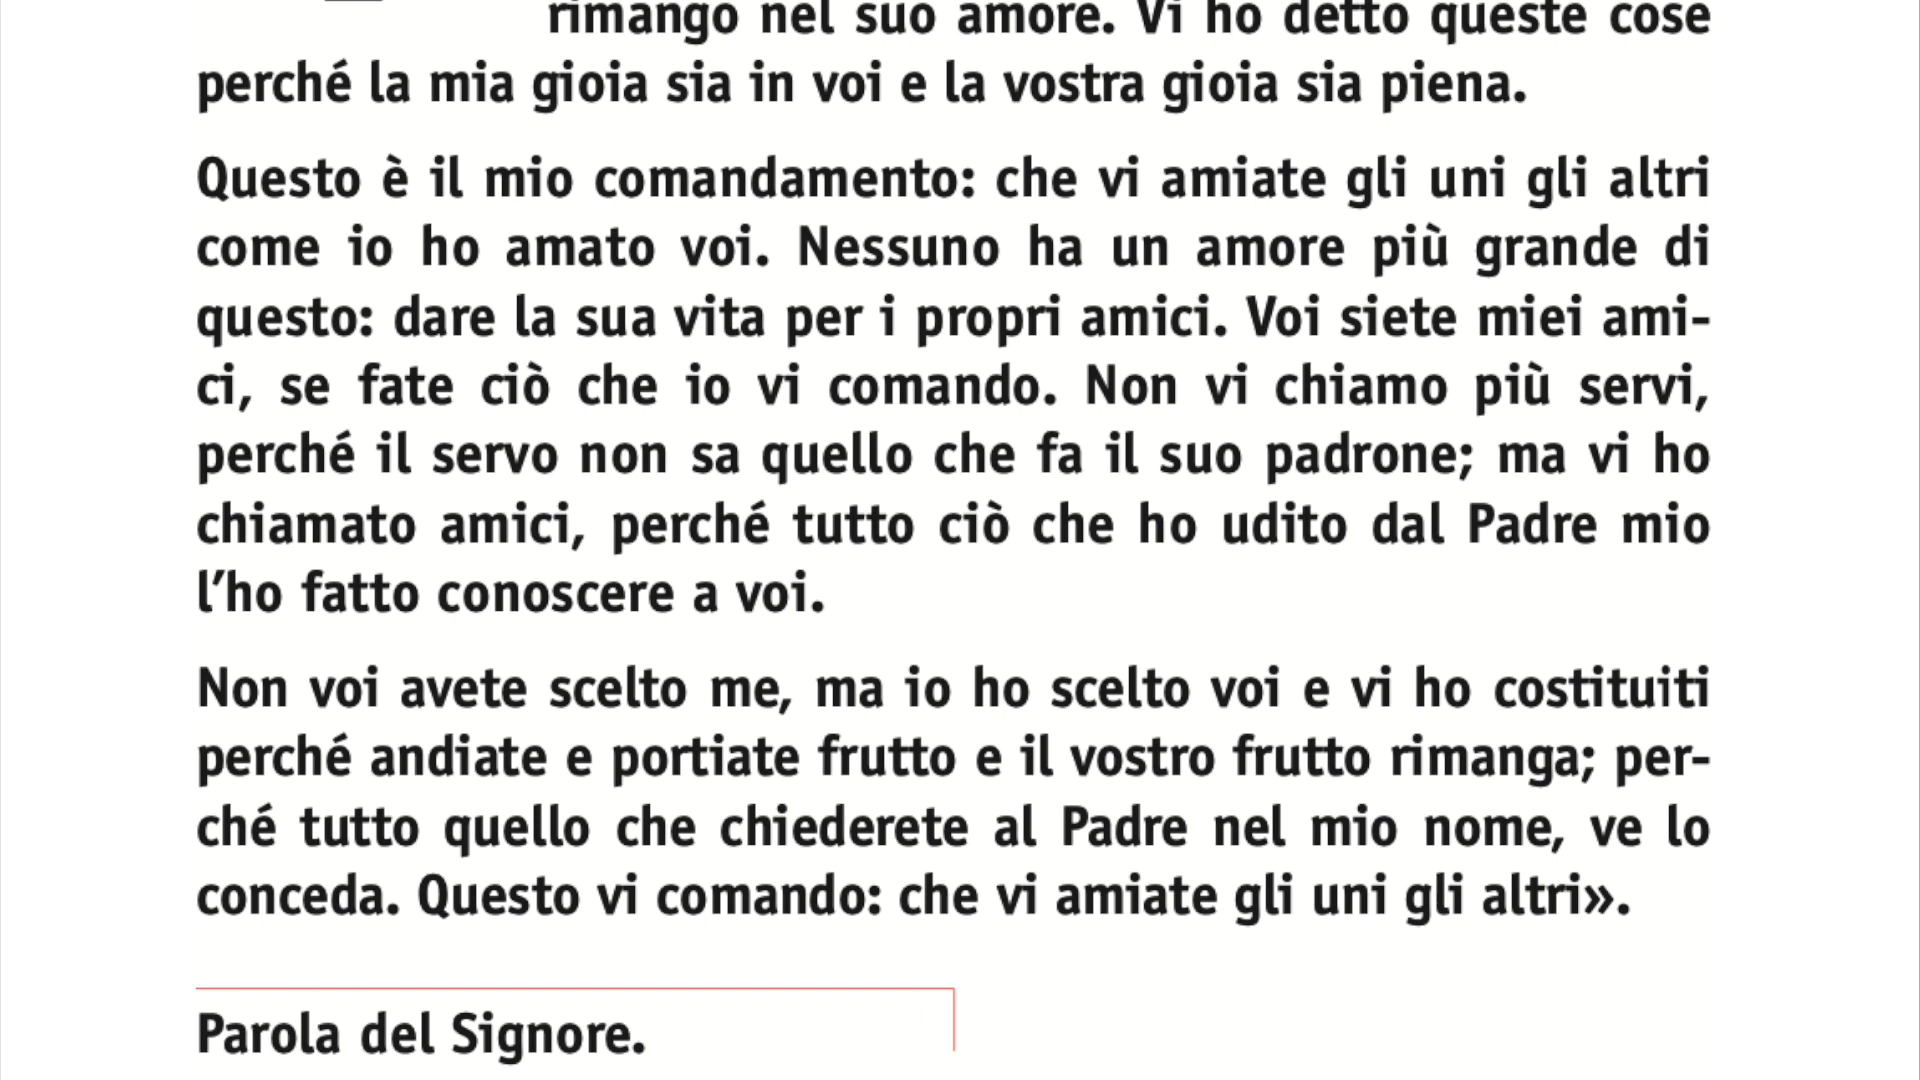 rimango nel suo amore. Vi ho detto queste cose
perché la mia gioia sia in voi e la vostra gioia sia piena.
Questo è il mio comandamento: che vi amiate gli uni gli altri
come io ho amato voi. Nessuno ha un amore più grande di
questo: dare la sua vita per i propri amici. Voi siete miei ami-
ci, se fate ciò che io vi comando. Non vi chiamo più servi,
perché il servo non sa quello che fa il suo padrone; ma vi ho
chiamato amici, perché tutto ciò che ho udito dal Padre mio
l’ho fatto conoscere a voi.
Non voi avete scelto me, ma io ho scelto voi e vi ho costituiti
perché andiate e portiate frutto e il vostro frutto rimanga; per-
ché tutto quello che chiederete al Padre nel mio nome, ve lo
conceda. Questo vi comando: che vi amiate gli uni gli altri».
Parola del Signore.